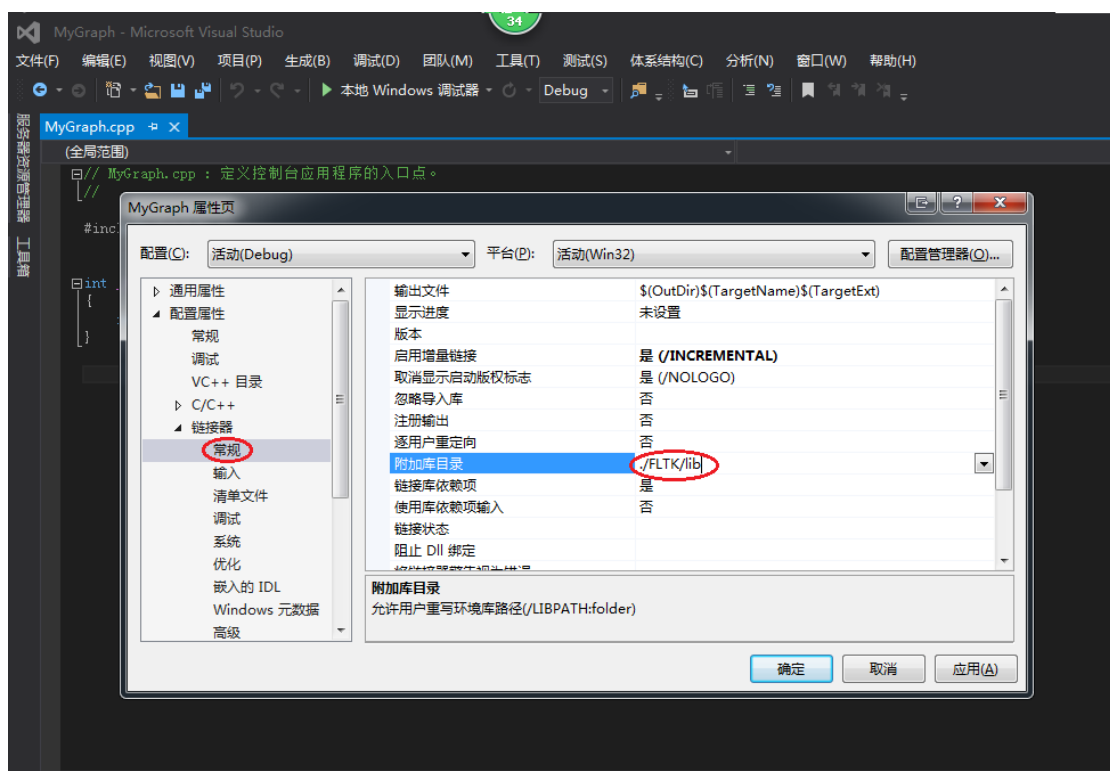 34
MyGraph - Microsoft Visual Studio
文件(F) 编辑(E) 视图(V) 项目(P) 生成(B) 调试(D) 团队(M) 工具(T) 测试(S) 体系结构(C) 分析(N) 窗口(W) 帮助(H)
本地 Windows 调试器 Debug
服务器资源管理器
工具箱
MyGraph.cpp
(全局范围)
// MyGraph.cpp : 定义控制台应用程序的入口点。
//
#inc
int
{
}
MyGraph 属性页
配置(C): 活动(Debug) 平台(P): 活动(Win32) 配置管理器(O)...
通用属性
配置属性
常规
调试
VC++ 目录
C/C++
链接器
常规
输入
清单文件
调试
系统
优化
嵌入的 IDL
Windows 元数据
高级
输出文件 $(OutDir)$(TargetName)$(TargetExt)
显示进度 未设置
版本
启用增量链接 是 (/INCREMENTAL)
取消显示启动版权标志 是 (/NOLOGO)
忽略导入库 否
注册输出 否
逐用户重定向 否
附加库目录 ./FLTK/lib
链接库依赖项 是
使用库依赖项输入 否
链接状态
阻止 Dll 绑定
附加库目录
允许用户重写环境库路径(/LIBPATH:folder)
确定 取消 应用(A)